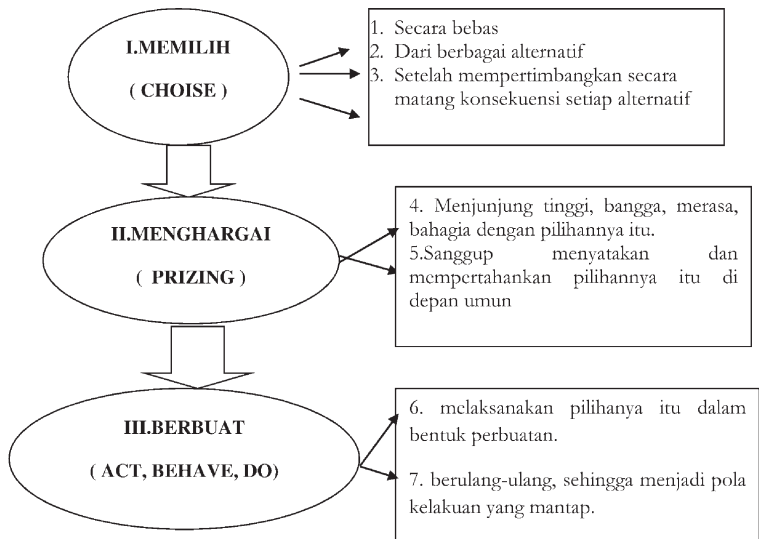 I.MEMILIH
( CHOISE )
1. Secara bebas
2. Dari berbagai alternatif
3. Setelah mempertimbangkan secara
matang konsekuensi setiap alternatif
II.MENGHARGAI
( PRIZING )
4. Menjunjung tinggi, bangga, merasa,
bahagia dengan pilihannya itu.
5.Sanggup menyatakan dan
mempertahankan pilihannya itu di
depan umun
III.BERBUAT
( ACT, BEHAVE, DO)
6. melaksanakan pilihanya itu dalam
bentuk perbuatan.
7. berulang-ulang, sehingga menjadi pola
kelakuan yang mantap.